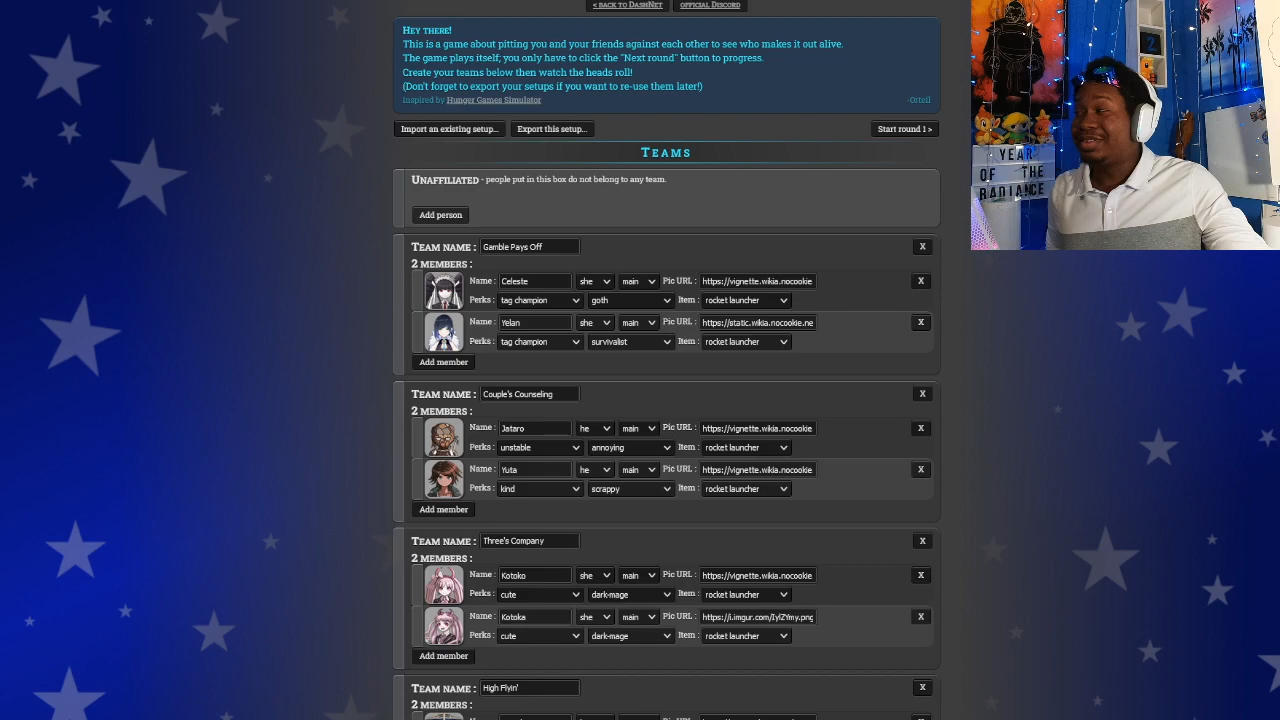 < BACK TO DASHNET OFFICIAL DISCORD
HEY THERE!
This is a game about pitting you and your friends against each other to see who makes it out alive.
The game plays itself; you only have to click the "Next round" button to progress.
Create your teams below then watch the heads roll!
(Don't forget to export your setups if you want to re-use them later!)
Inspired by Hunger Games Simulator -Orteil
Import an existing setup... Export this setup... Start round 1 >
TEAMS
UNAFFILIATED - people put in this box do not belong to any team.
Add person
TEAM NAME : Gamble Pays Off X
2 MEMBERS :
Name : Celeste she main Pic URL : https://vignette.wikia.nocookie X
Perks : tag champion goth Item : rocket launcher
Name : Yelan she main Pic URL : https://static.wikia.nocookie.ne X
Perks : tag champion survivalist Item : rocket launcher
Add member
TEAM NAME : Couple's Counseling X
2 MEMBERS :
Name : Jataro he main Pic URL : https://vignette.wikia.nocookie X
Perks : unstable annoying Item : rocket launcher
Name : Yuta he main Pic URL : https://vignette.wikia.nocookie X
Perks : kind scrappy Item : rocket launcher
Add member
TEAM NAME : Three's Company X
2 MEMBERS :
Name : Kotoko she main Pic URL : https://vignette.wikia.nocookie X
Perks : cute dark-mage Item : rocket launcher
Name : Kotoka she main Pic URL : https://i.imgur.com/IylZYmy.png X
Perks : cute dark-mage Item : rocket launcher
Add member
TEAM NAME : High Flyin' X
2 MEMBERS :
2
YEAR
OF THE
RADIANCE